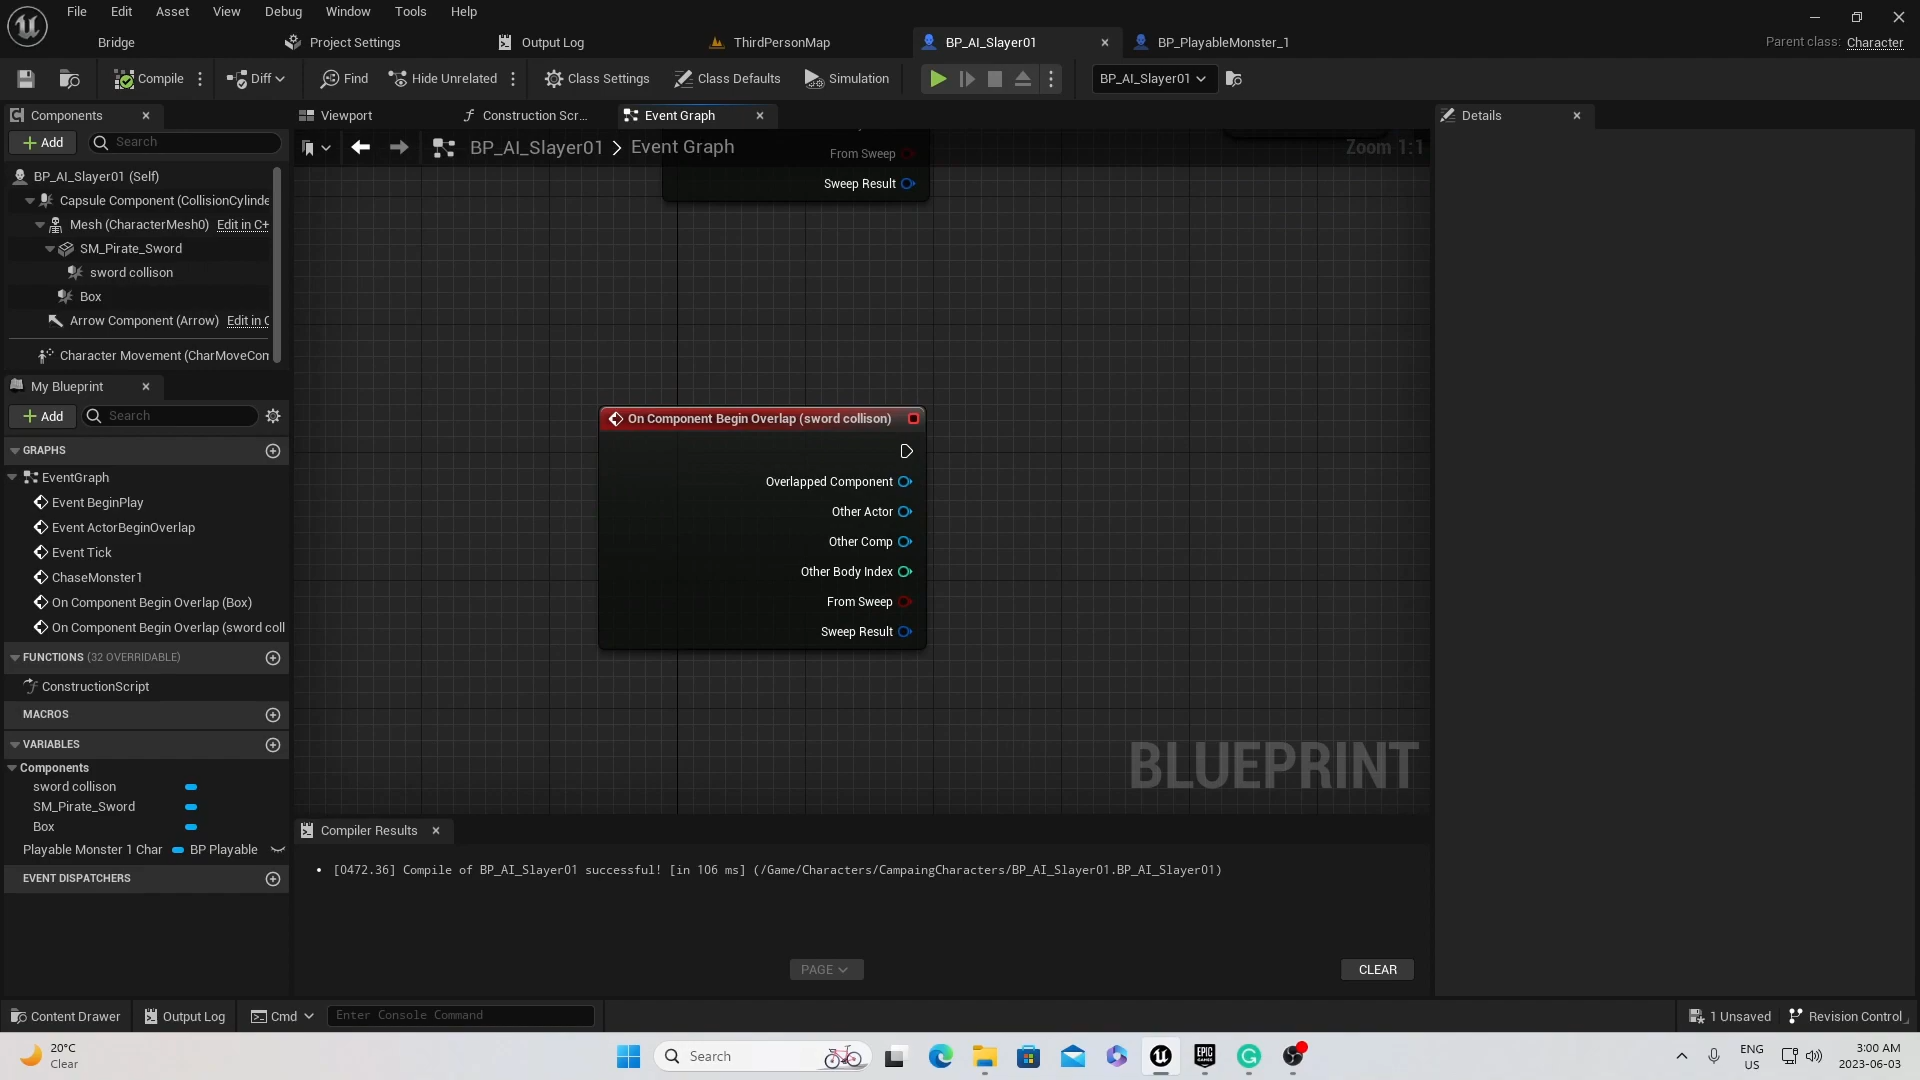 File Edit Asset View Debug Window Tools Help
Bridge Project Settings Output Log ThirdPersonMap BP_AI_Slayer01 BP_PlayableMonster_1 Parent class: Character
Compile Diff Find Hide Unrelated Class Settings Class Defaults Simulation BP_AI_Slayer01
Components Viewport Construction Scr... Event Graph Details
Add Search
BP_AI_Slayer01 > Event Graph Zoom 1:1
From Sweep
Sweep Result
BP_AI_Slayer01 (Self)
Capsule Component (CollisionCylinde
Mesh (CharacterMesh0) Edit in C+
SM_Pirate_Sword
sword collison
Box
Arrow Component (Arrow) Edit in C
Character Movement (CharMoveCom
My Blueprint
Add Search
GRAPHS
EventGraph
Event BeginPlay
Event ActorBeginOverlap
Event Tick
ChaseMonster1
On Component Begin Overlap (Box)
On Component Begin Overlap (sword coll
FUNCTIONS (32 OVERRIDABLE)
ConstructionScript
MACROS
VARIABLES
Components
sword collison
SM_Pirate_Sword
Box
Playable Monster 1 Char BP Playable
EVENT DISPATCHERS
On Component Begin Overlap (sword collison)
Overlapped Component
Other Actor
Other Comp
Other Body Index
From Sweep
Sweep Result
BLUEPRINT
Compiler Results
• [0472.36] Compile of BP_AI_Slayer01 successful! [in 106 ms] (/Game/Characters/CampaingCharacters/BP_AI_Slayer01.BP_AI_Slayer01)
PAGE CLEAR
Content Drawer Output Log Cmd Enter Console Command 1 Unsaved Revision Control
20°C
Clear
Search
EPIC GAMES
ENG
US
3:00 AM
2023-06-03